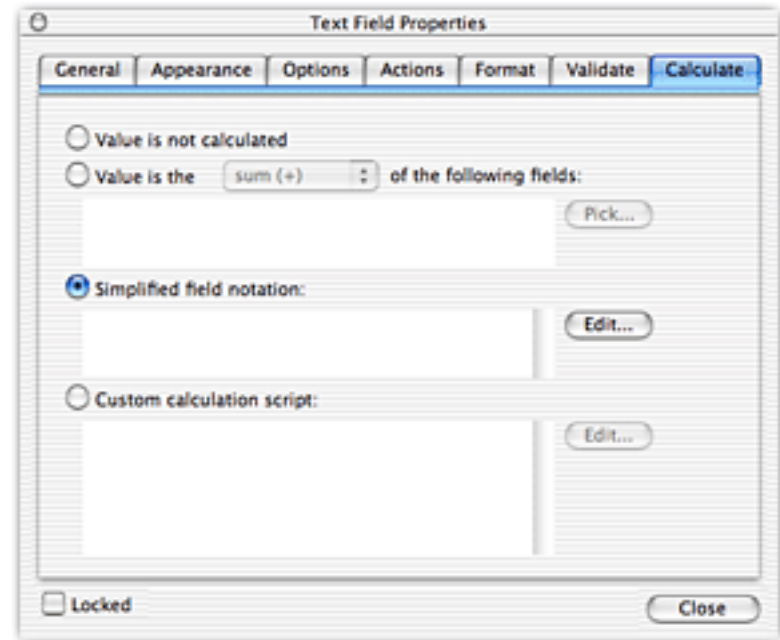 Text Field Properties
General Appearance Options Actions Format Validate Calculate
Value is not calculated
Value is the sum (+) of the following fields:
Pick...
Simplified field notation:
Edit...
Custom calculation script:
Edit...
Locked Close